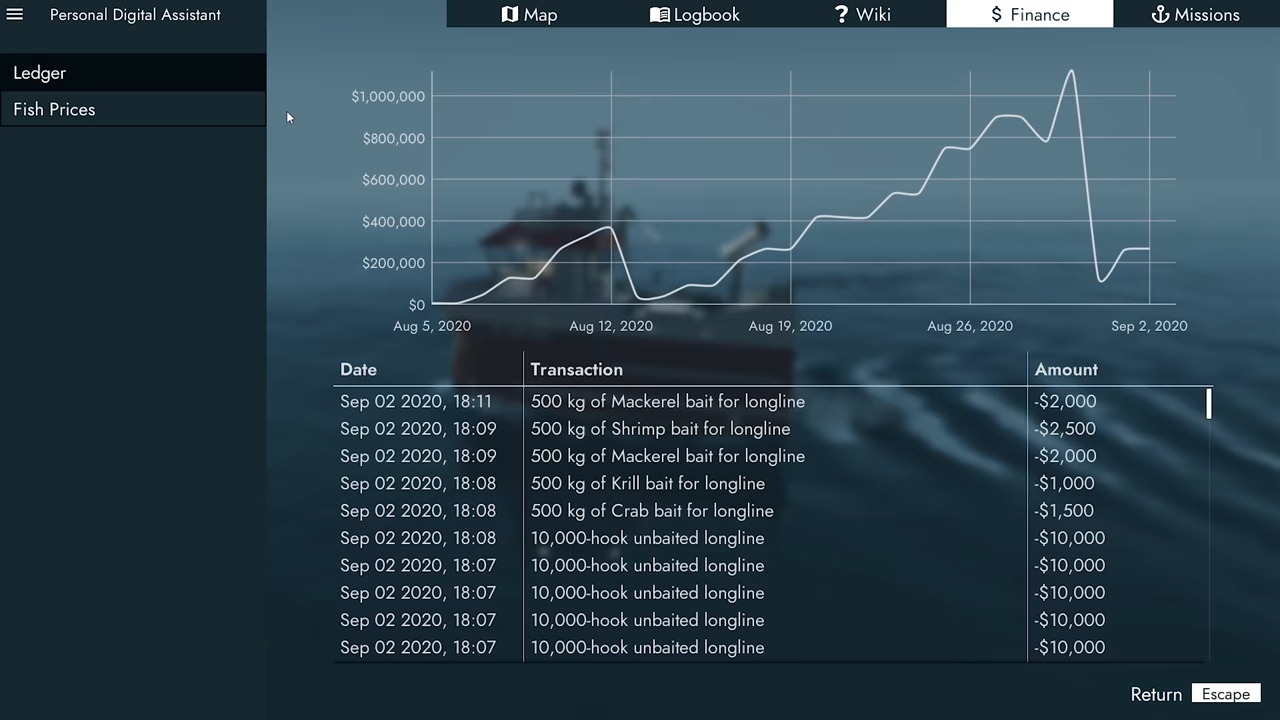 Personal Digital Assistant
Map
Logbook
? Wiki
$ Finance
Missions
Ledger
Fish Prices
$1,000,000
$800,000
$600,000
$400,000
$200,000
$0
Aug 5, 2020 Aug 12, 2020 Aug 19, 2020 Aug 26, 2020 Sep 2, 2020
Date Transaction Amount
Sep 02 2020, 18:11 500 kg of Mackerel bait for longline -$2,000
Sep 02 2020, 18:09 500 kg of Shrimp bait for longline -$2,500
Sep 02 2020, 18:09 500 kg of Mackerel bait for longline -$2,000
Sep 02 2020, 18:08 500 kg of Krill bait for longline -$1,000
Sep 02 2020, 18:08 500 kg of Crab bait for longline -$1,500
Sep 02 2020, 18:08 10,000-hook unbaited longline -$10,000
Sep 02 2020, 18:07 10,000-hook unbaited longline -$10,000
Sep 02 2020, 18:07 10,000-hook unbaited longline -$10,000
Sep 02 2020, 18:07 10,000-hook unbaited longline -$10,000
Sep 02 2020, 18:07 10,000-hook unbaited longline -$10,000
Return Escape